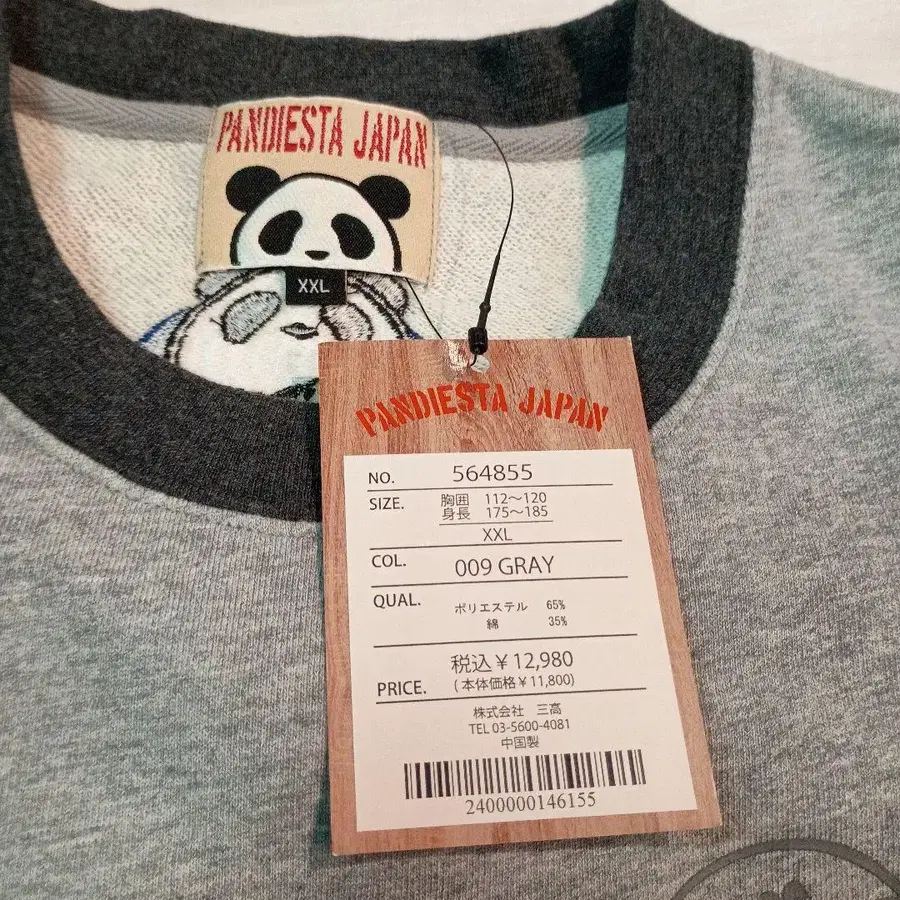 PANDIESTA JAPAN
XXL
PANDIESTA JAPAN
NO. 564855
SIZE. 胸囲 112～120
身長 175～185
XXL
COL. 009 GRAY
QUAL. ポリエステル 65%
綿 35%
税込￥12,980
PRICE. (本体価格￥11,800)
株式会社 三高
TEL 03-5600-4081
中国製
2400000146155